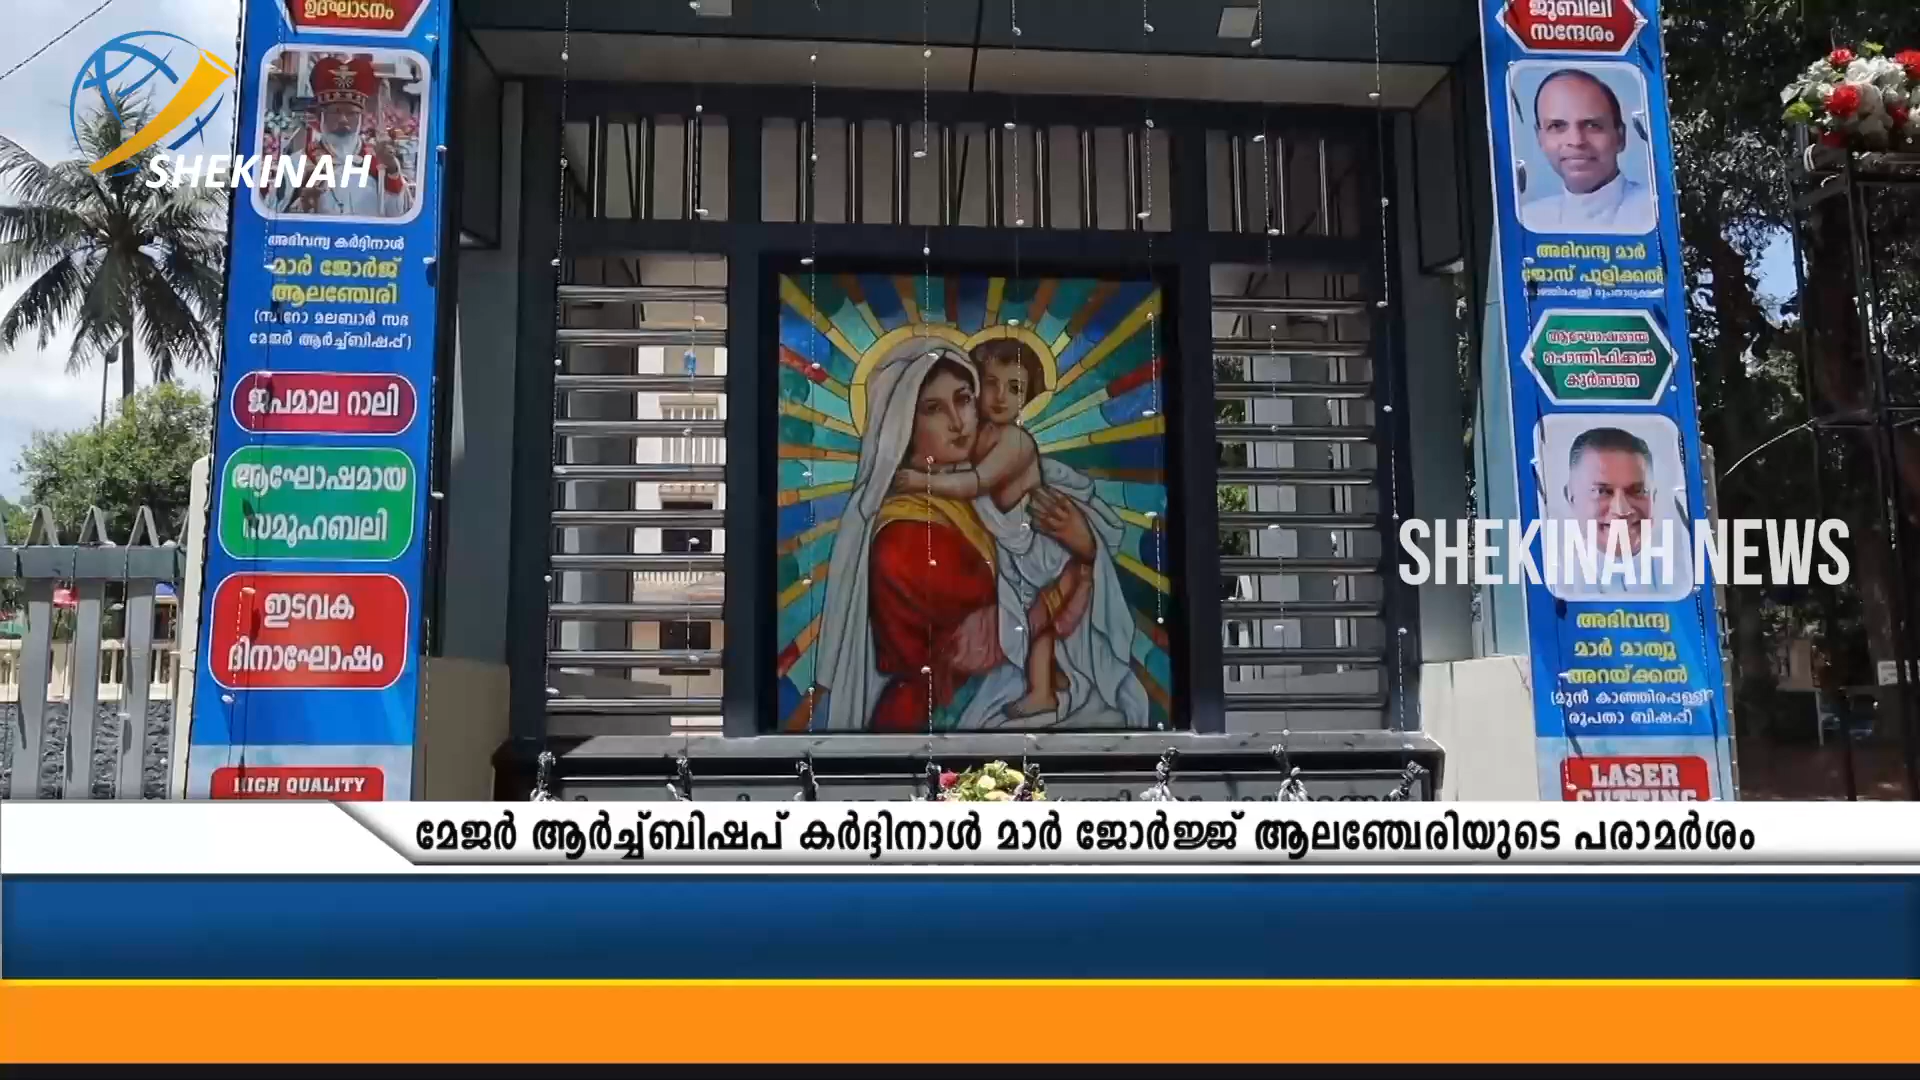 ഉദ്ഘാടനം
SHEKINAH
അഭിവന്ദ്യ കർദ്ദിനാൾ
മാർ ജോർജ്
ആലഞ്ചേരി
(സീറോ മലബാർ സഭ
മേജർ ആർച്ച്ബിഷപ്പ്)
ജപമാല റാലി
ആഘോഷമായ
സമൂഹബലി
ഇടവക
ദിനാഘോഷം
HIGH QUALITY
ജൂബിലി
സന്ദേശം
അഭിവന്ദ്യ മാർ
ജോസ് പുളിക്കൽ
ആഘോഷമായ
പൊന്തിഫിക്കൽ
കുർബാന
SHEKINAH NEWS
അഭിവന്ദ്യ
മാർ മാത്യു
അറയ്ക്കൽ
(മുൻ കാഞ്ഞിരപ്പള്ളി
രൂപതാ ബിഷപ്പ്)
LASER
CUTTING
മേജർ ആർച്ച്ബിഷപ് കർദ്ദിനാൾ മാർ ജോർജ്ജ് ആലഞ്ചേരിയുടെ പരാമർശം